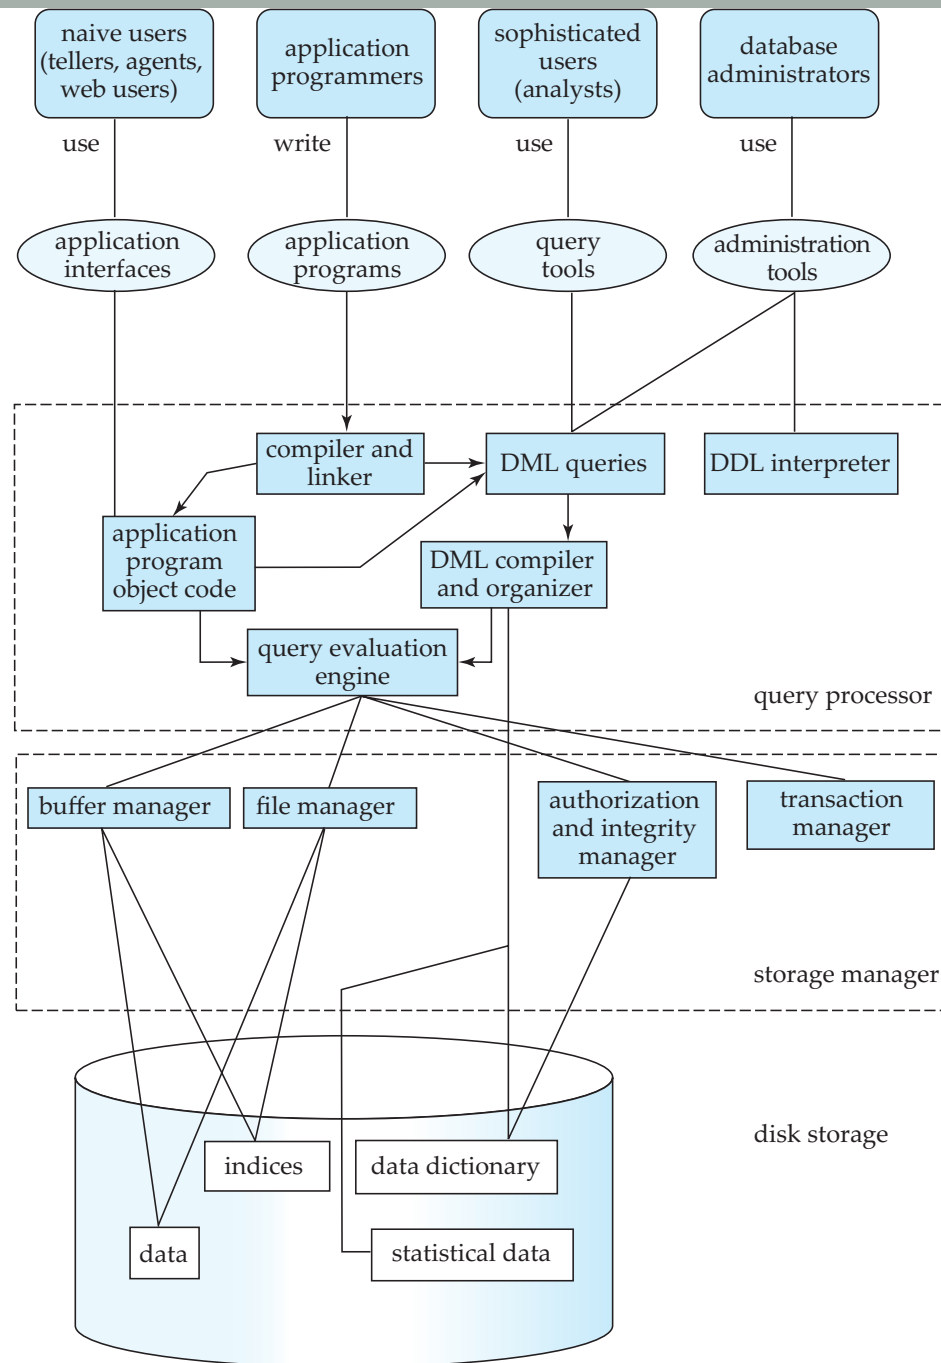 naive users
(tellers, agents,
web users)
application
programmers
sophisticated
users
(analysts)
database
administrators
use
write
use
use
application
interfaces
application
programs
query
tools
administration
tools
compiler and
linker
DML queries
DDL interpreter
application
program
object code
DML compiler
and organizer
query evaluation
engine
query processor
buffer manager
file manager
authorization
and integrity
manager
transaction
manager
storage manager
disk storage
indices
data dictionary
data
statistical data